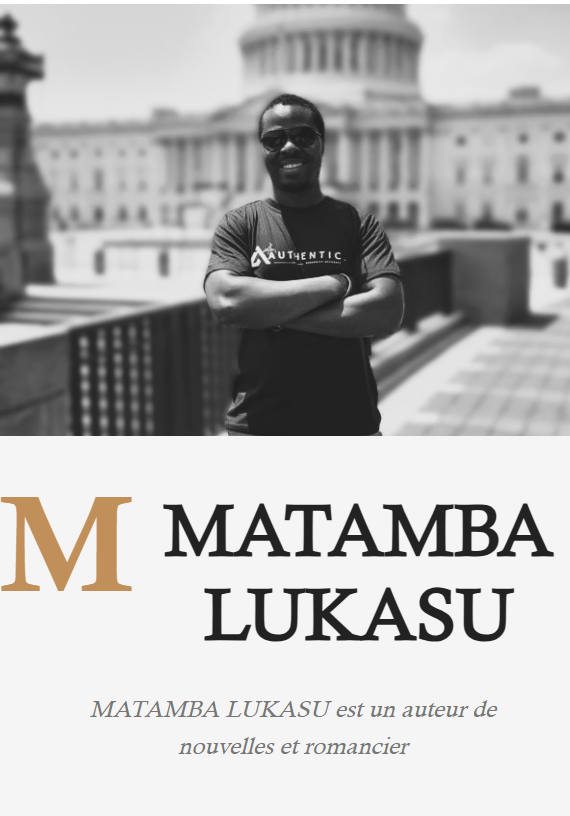 AUTHENTIC
M
MATAMBA
LUKASU
MATAMBA LUKASU est un auteur de
nouvelles et romancier